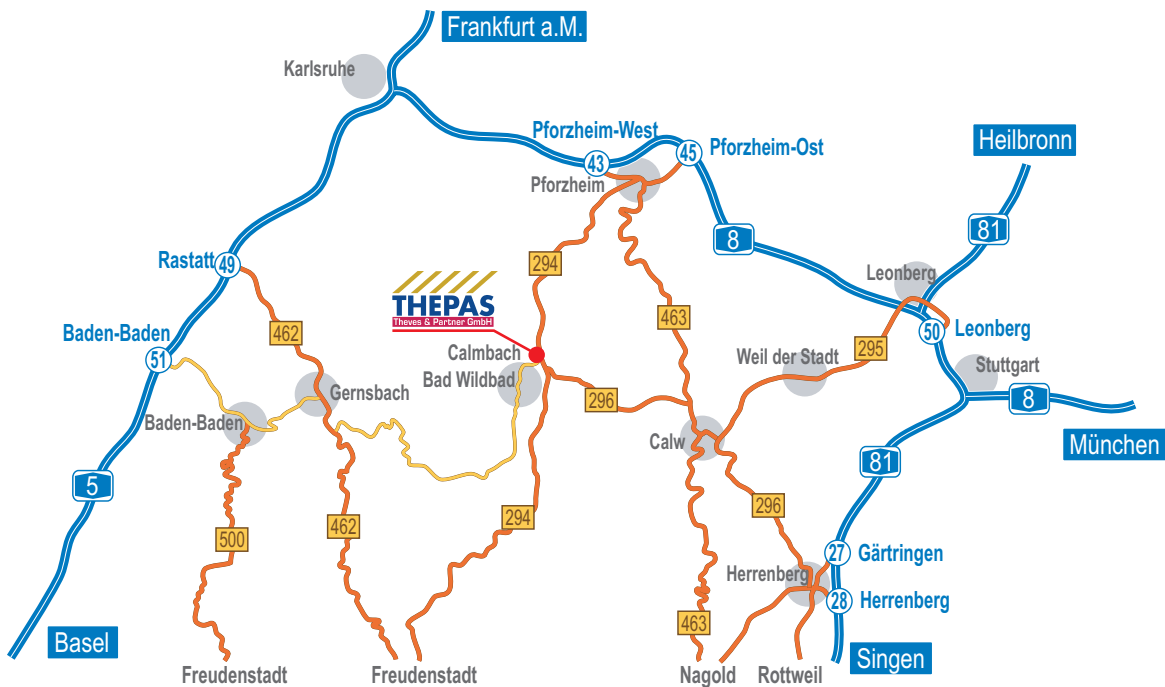 Frankfurt a.M.
Karlsruhe
Pforzheim-West
43
45
Pforzheim-Ost
Heilbronn
Pforzheim
81
8
Rastatt
49
294
Leonberg
THEPAS
Theves & Partner GmbH
463
462
Baden-Baden
51
50
Leonberg
295
Calmbach
Weil der Stadt
Stuttgart
Bad Wildbad
Gernsbach
296
8
Baden-Baden
Calw
München
81
5
296
294
462
500
27
Gärtringen
Herrenberg
28
Herrenberg
463
Basel
Singen
Freudenstadt
Freudenstadt
Nagold
Rottweil